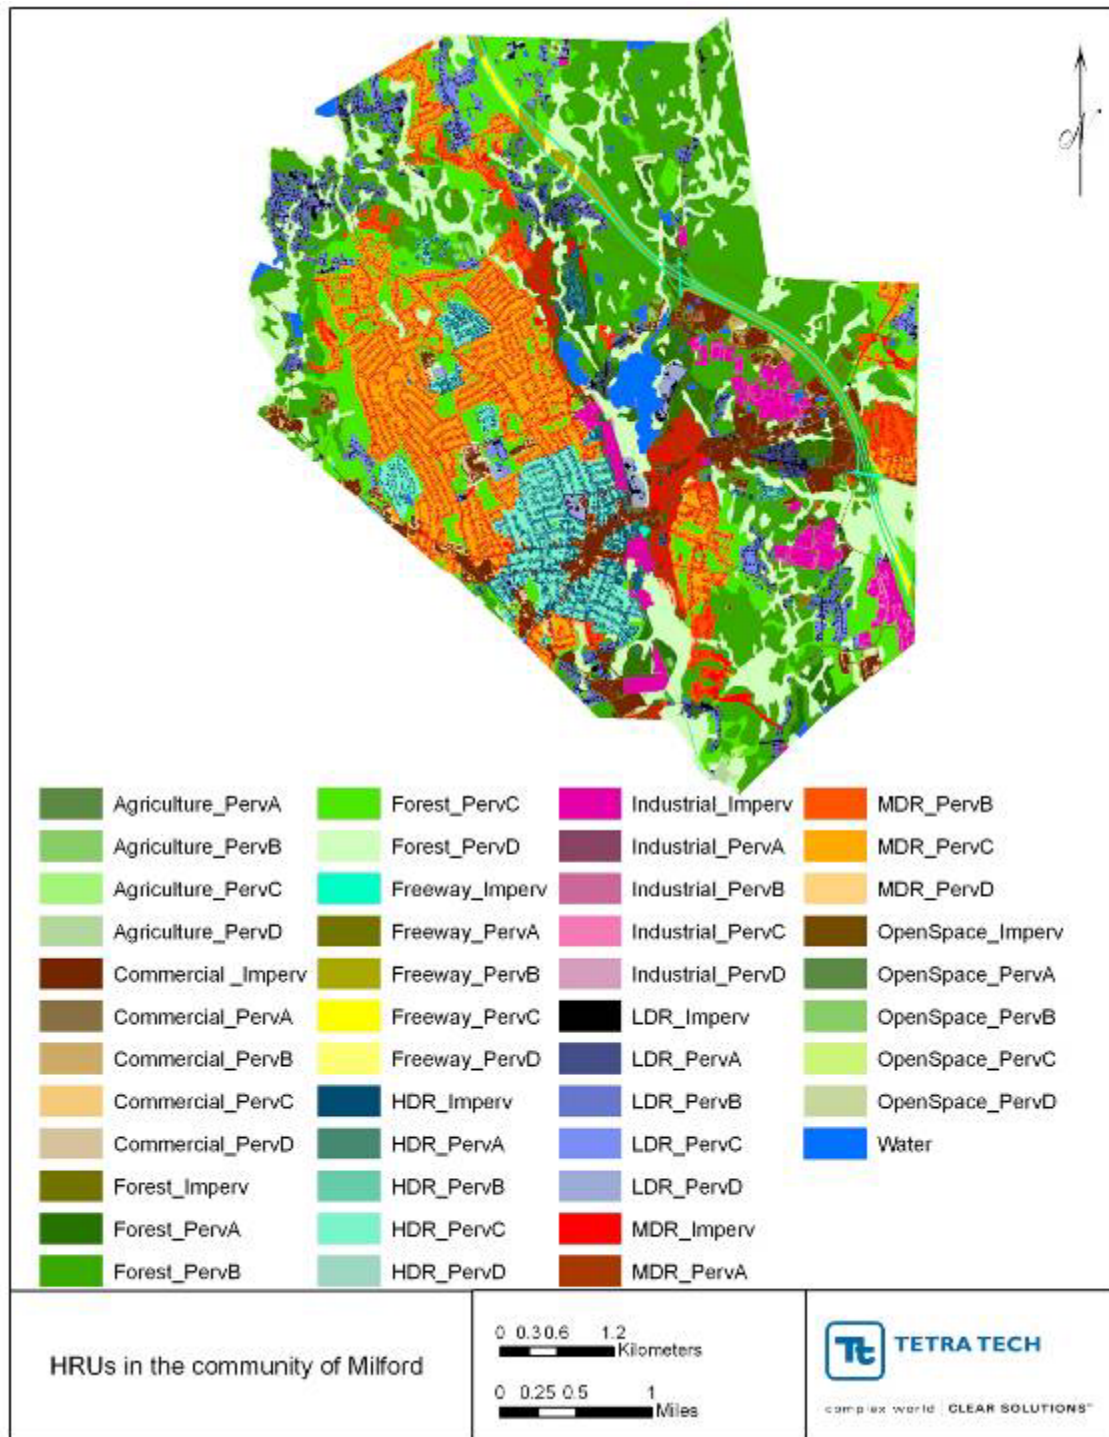 N
Agriculture_PervA
Agriculture_PervB
Agriculture_PervC
Agriculture_PervD
Commercial _Imperv
Commercial_PervA
Commercial_PervB
Commercial_PervC
Commercial_PervD
Forest_Imperv
Forest_PervA
Forest_PervB
Forest_PervC
Forest_PervD
Freeway_Imperv
Freeway_PervA
Freeway_PervB
Freeway_PervC
Freeway_PervD
HDR_Imperv
HDR_PervA
HDR_PervB
HDR_PervC
HDR_PervD
Industrial_Imperv
Industrial_PervA
Industrial_PervB
Industrial_PervC
Industrial_PervD
LDR_Imperv
LDR_PervA
LDR_PervB
LDR_PervC
LDR_PervD
MDR_Imperv
MDR_PervA
MDR_PervB
MDR_PervC
MDR_PervD
OpenSpace_Imperv
OpenSpace_PervA
OpenSpace_PervB
OpenSpace_PervC
OpenSpace_PervD
Water
HRUs in the community of Milford
0 0.3 0.6 1.2
Kilometers
0 0.25 0.5 1
Miles
Tt TETRA TECH
complex world | CLEAR SOLUTIONS™